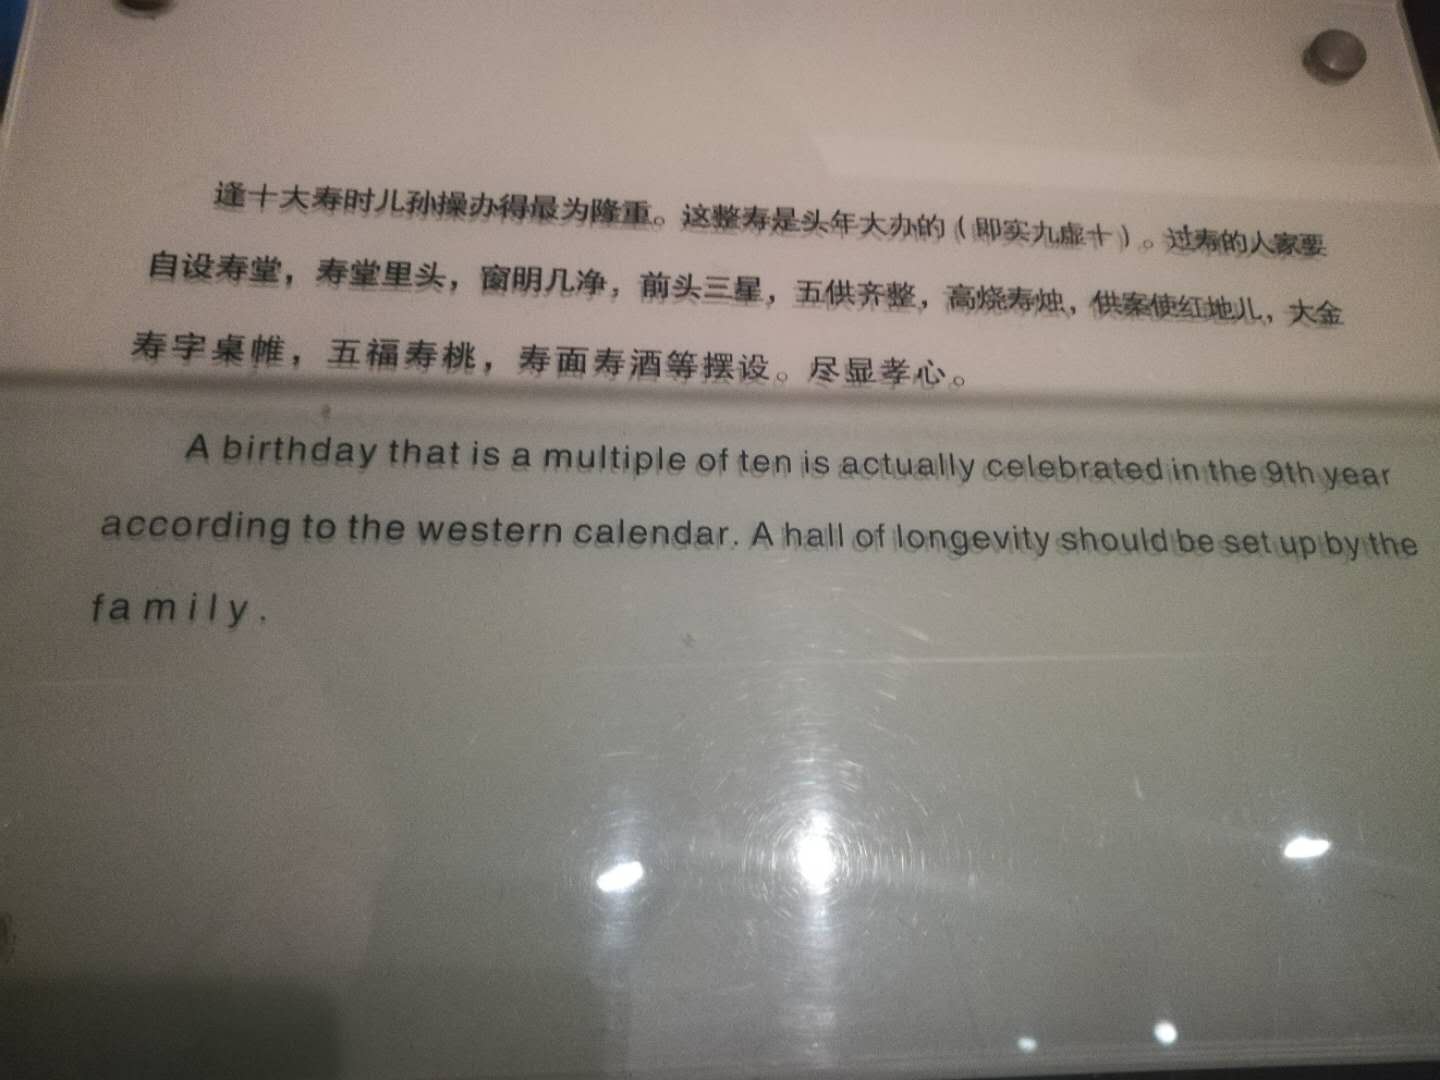 逢十大寿时儿孙操办得最为隆重。这整寿是头年大办的（即实九虚十）。过寿的人家要
自设寿堂，寿堂里头，窗明几净，前头三星，五供齐整，高烧寿烛，供案使红地儿，大金
寿字桌帷，五福寿桃，寿面寿酒等摆设。尽显孝心。
A birthday that is a multiple of ten is actually celebrated in the 9th year
according to the western calendar. A hall of longevity should be set up by the
family.